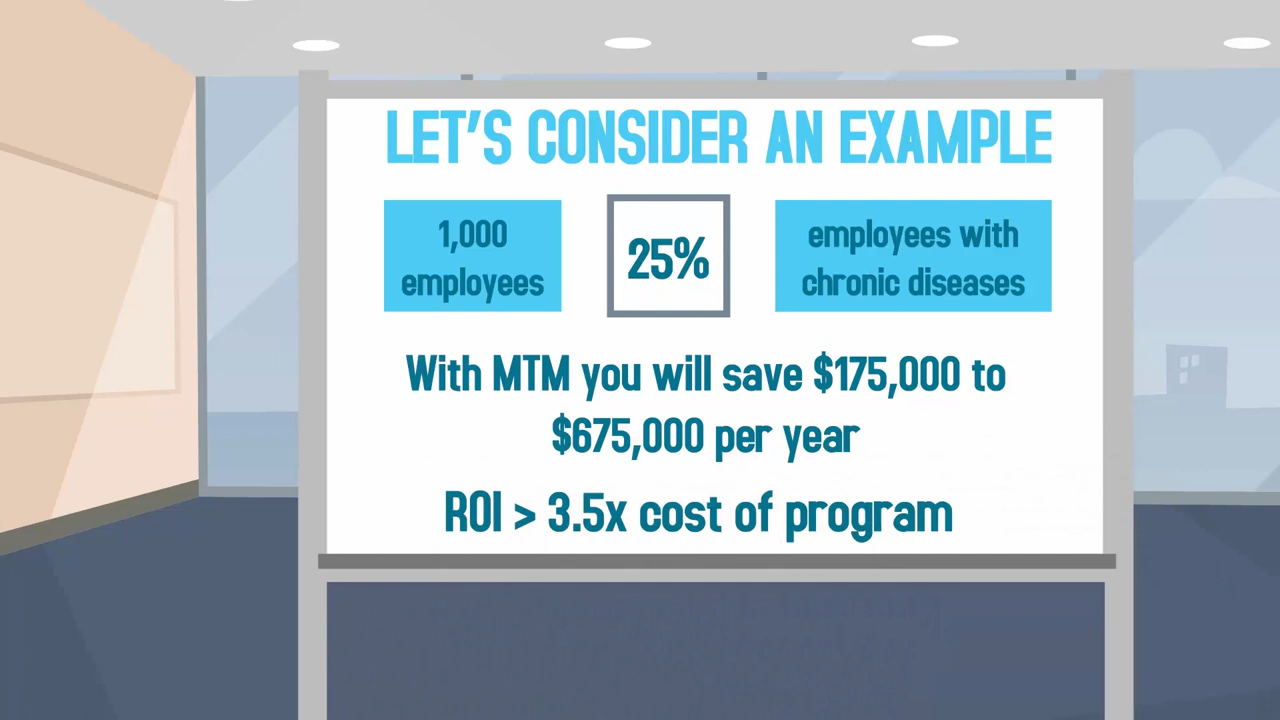 LET'S CONSIDER AN EXAMPLE
1,000
employees
25%
employees with
chronic diseases
With MTM you will save $175,000 to
$675,000 per year
ROI > 3.5x cost of program